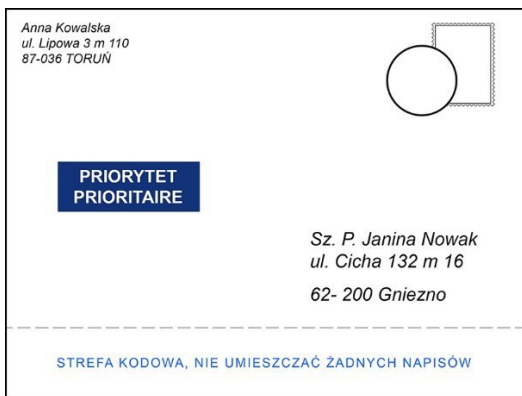 Anna Kowalska
ul. Lipowa 3 m 110
87-036 TORUŃ
PRIORYTET
PRIORITAIRE
Sz. P. Janina Nowak
ul. Cicha 132 m 16
62- 200 Gniezno
STREFA KODOWA, NIE UMIESZCZAĆ ŻADNYCH NAPISÓW